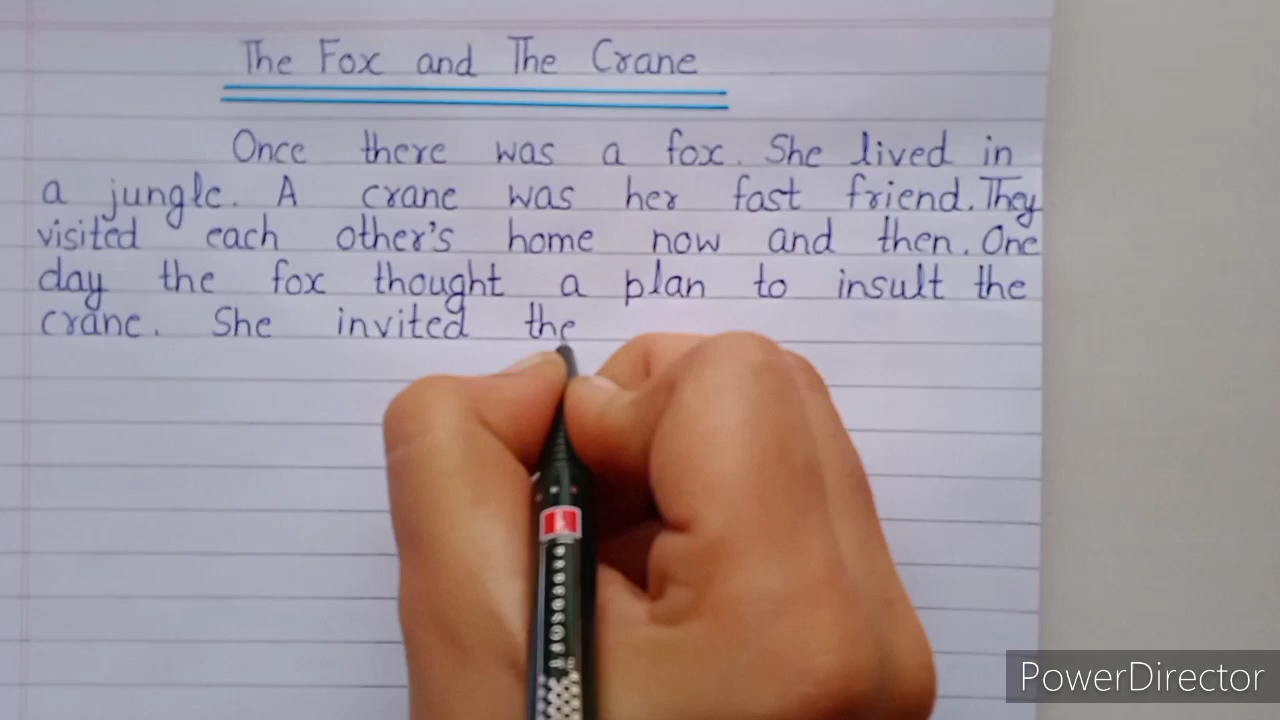 The Fox and The Crane
Once there was a fox. She lived in
a jungle. A crane was her fast friend. They
visited each other's home now and then. One
day the fox thought a plan to insult the
crane. She invited the
PowerDirector